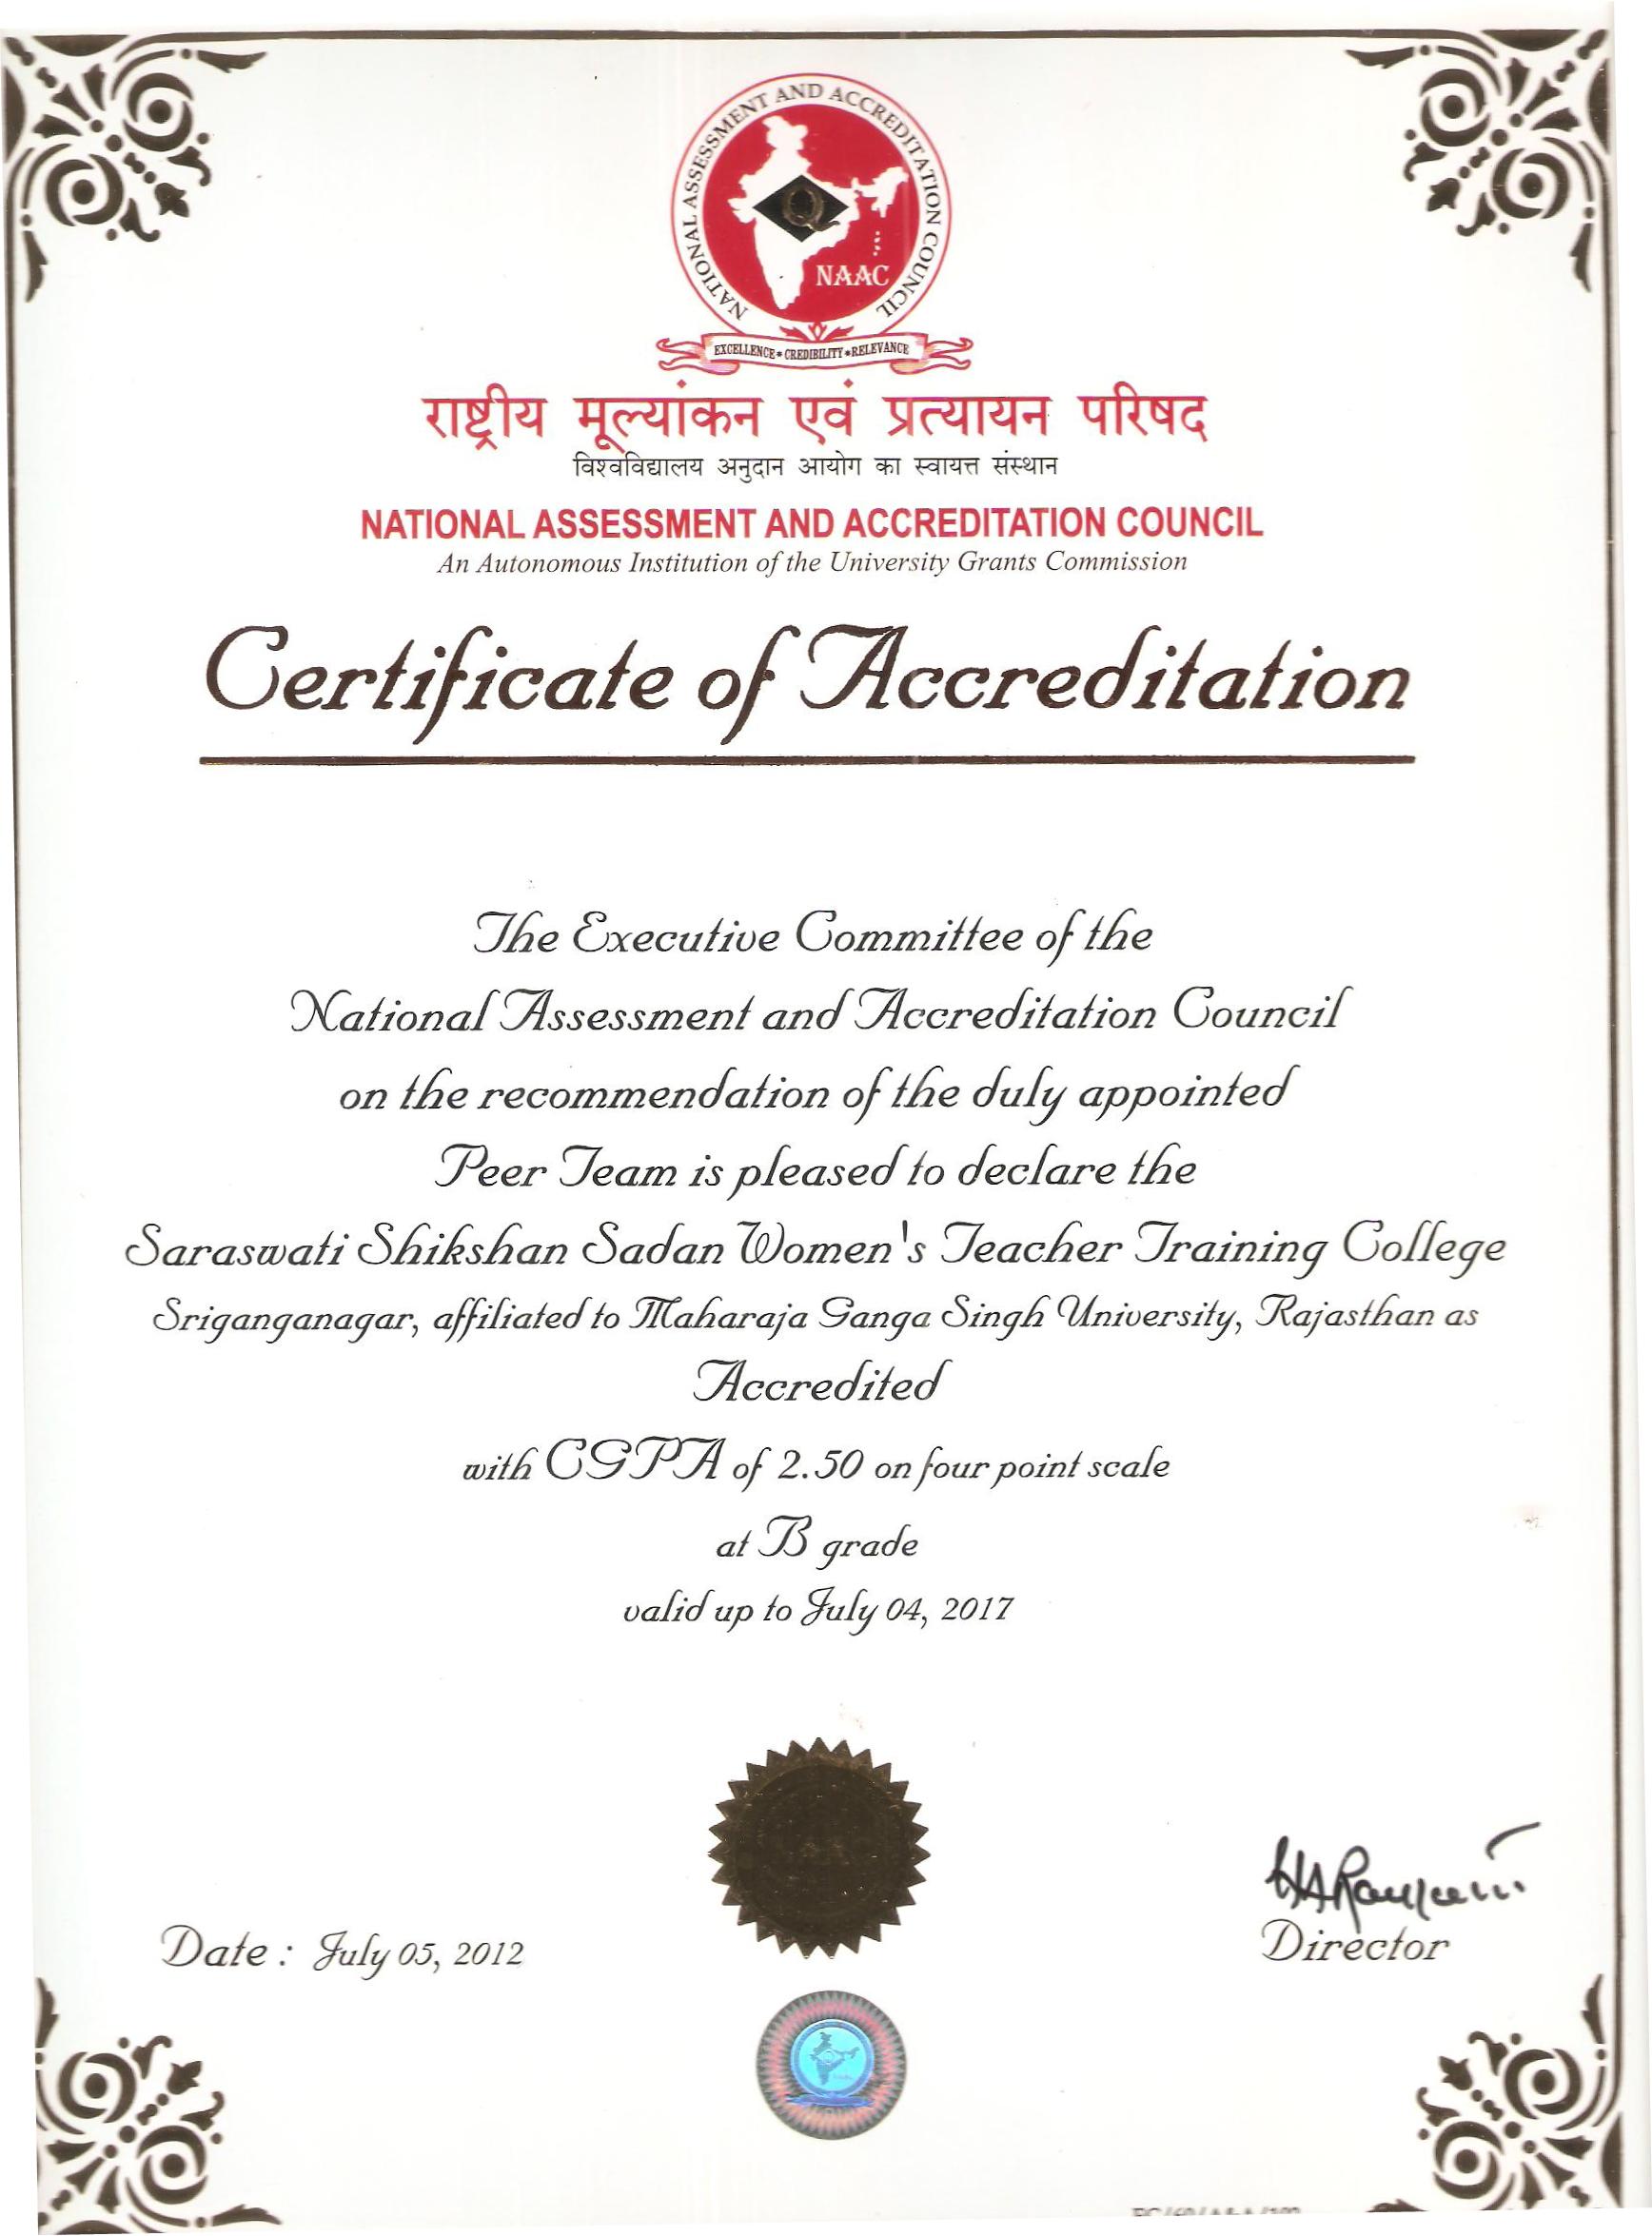 NATIONAL ASSESSMENT AND ACCREDITATION COUNCIL
NAAC
EXCELLENCE * CREDIBILITY * RELEVANCE
राष्ट्रीय मूल्यांकन एवं प्रत्यायन परिषद
विश्वविद्यालय अनुदान आयोग का स्वायत्त संस्थान
NATIONAL ASSESSMENT AND ACCREDITATION COUNCIL
An Autonomous Institution of the University Grants Commission
Certificate of Accreditation
The Executive Committee of the
National Assessment and Accreditation Council
on the recommendation of the duly appointed
Peer Team is pleased to declare the
Saraswati Shikshan Sadan Women's Teacher Training College
Sriganganagar, affiliated to Maharaja Ganga Singh University, Rajasthan as
Accredited
with CGPA of 2.50 on four point scale
at B grade
valid up to July 04, 2017
Date : July 05, 2012
Director